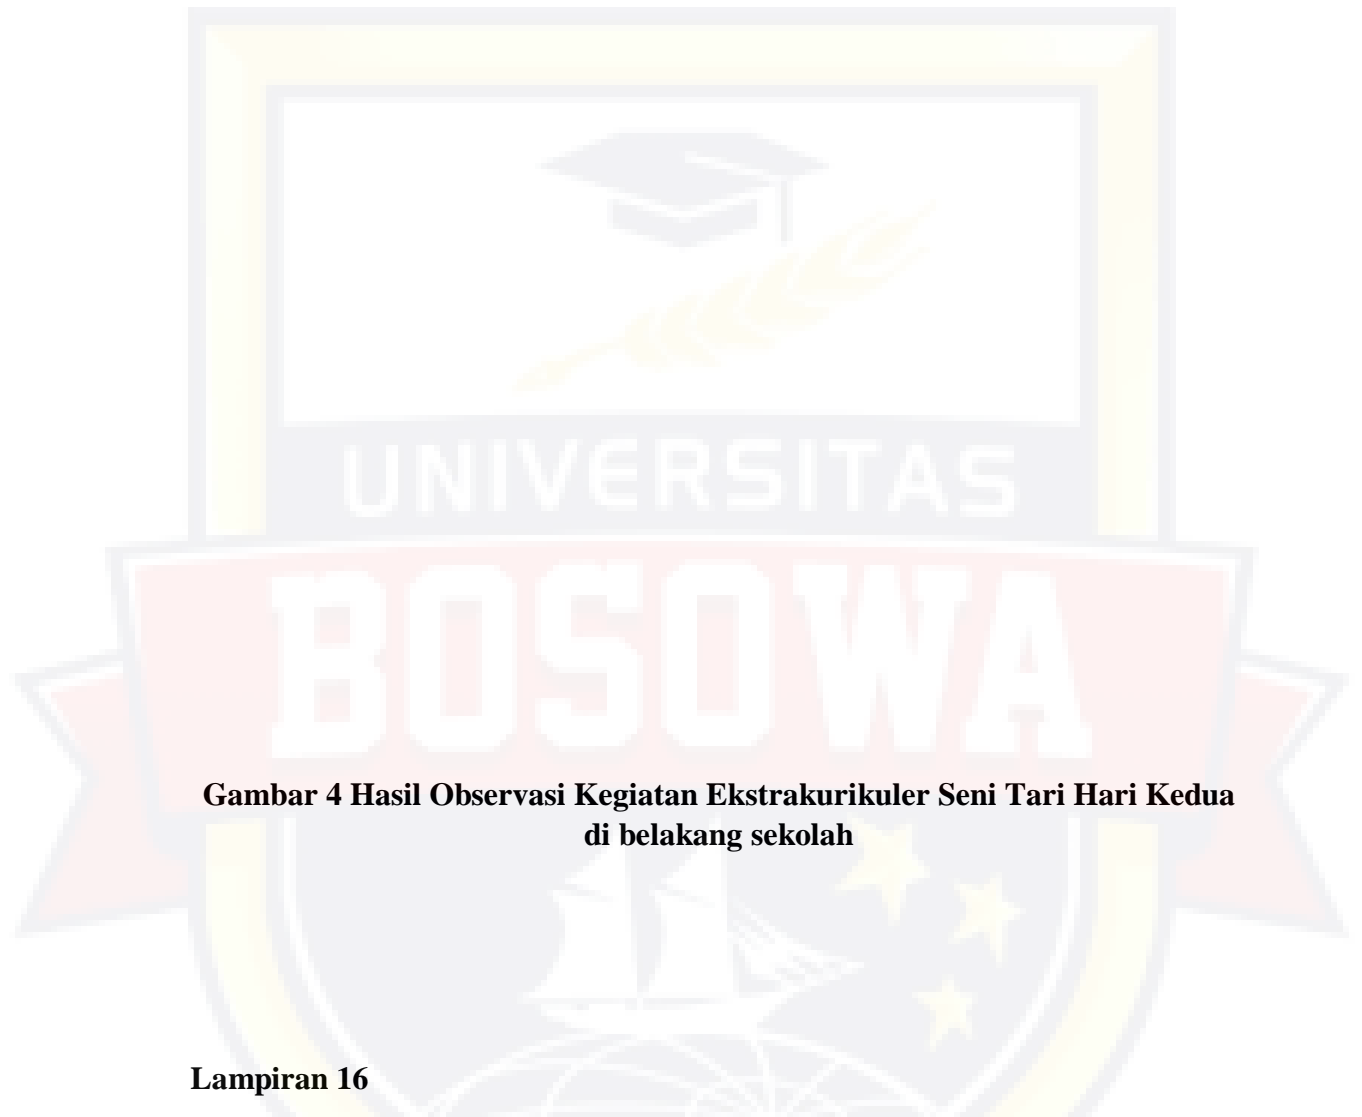 UNIVERSITAS
BOSOWA
Gambar 4 Hasil Observasi Kegiatan Ekstrakurikuler Seni Tari Hari Kedua
di belakang sekolah
Lampiran 16